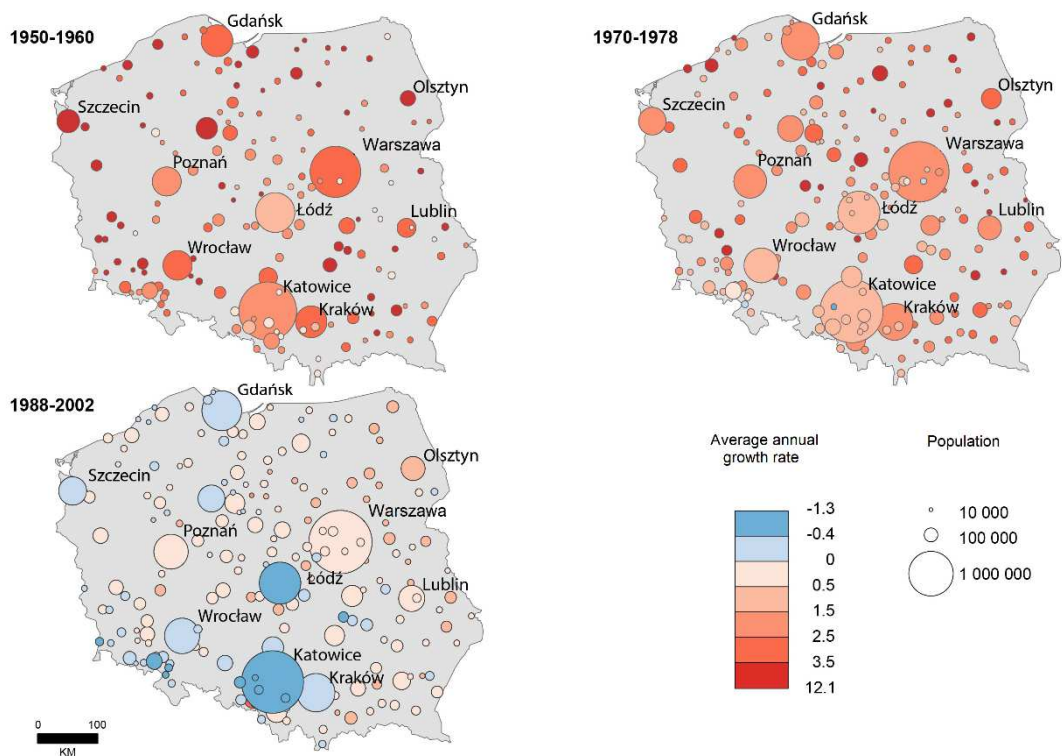 1950-1960
Gdańsk
Szczecin
Olsztyn
Poznań
Warszawa
Łódź
Lublin
Wrocław
Katowice
Kraków
1970-1978
Gdańsk
Szczecin
Olsztyn
Poznań
Warszawa
Łódź
Lublin
Wrocław
Katowice
Kraków
1988-2002
Gdańsk
Szczecin
Olsztyn
Poznań
Warszawa
Łódź
Lublin
Wrocław
Katowice
Kraków
0 100
KM
Average annual
growth rate
-1.3
-0.4
0
0.5
1.5
2.5
3.5
12.1
Population
10 000
100 000
1 000 000